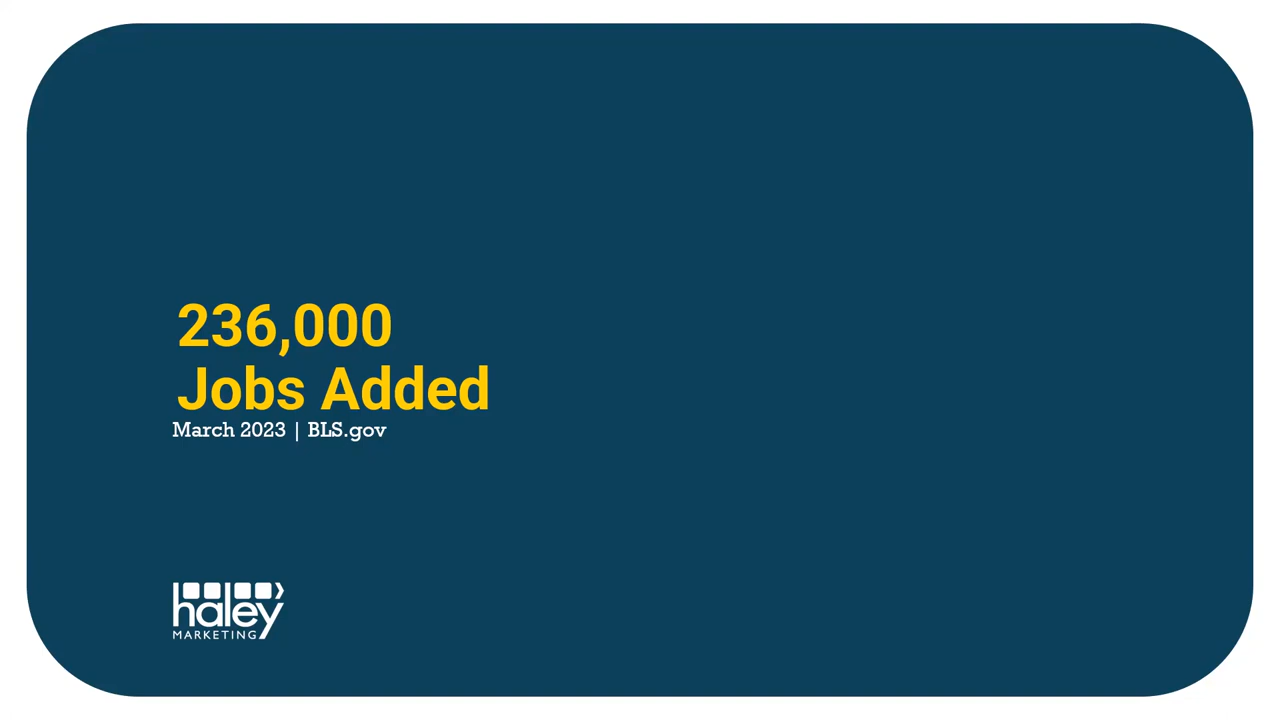 236,000
Jobs Added
March 2023 | BLS.gov
haley
MARKETING